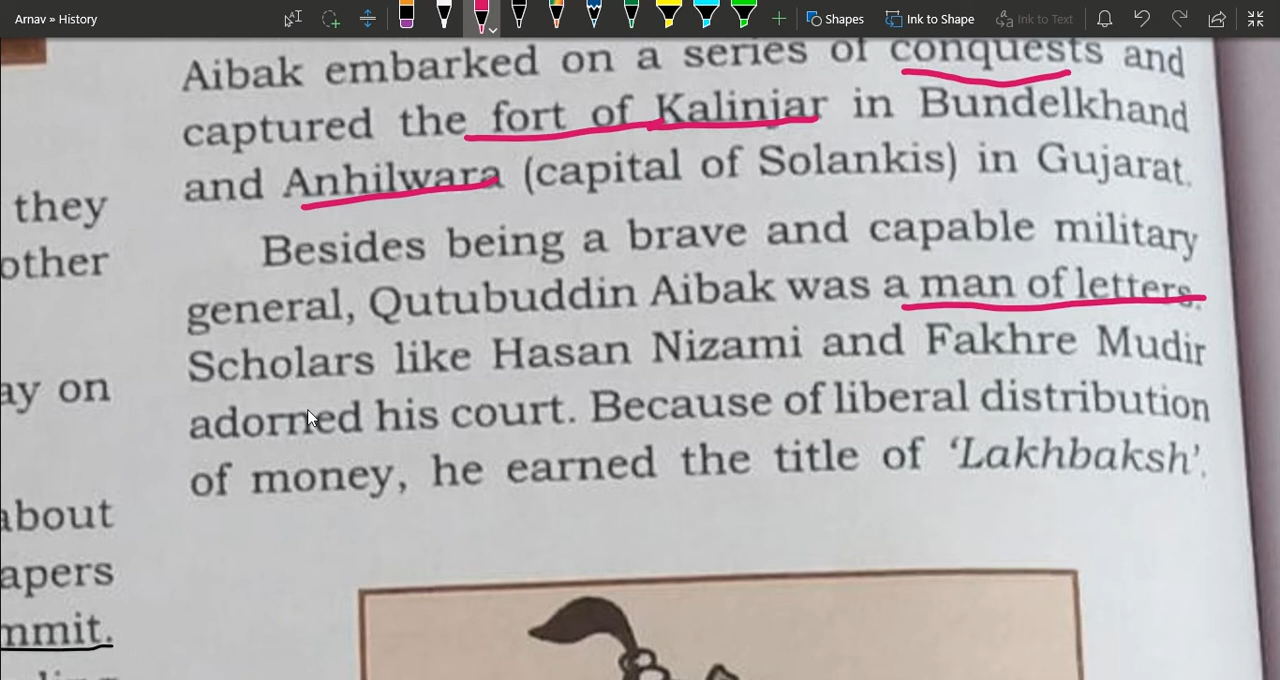 Arnav » History
Shapes
Ink to Shape
Ink to Text
Aibak embarked on a series of conquests and
captured the fort of Kalinjar in Bundelkhand
and Anhilwara (capital of Solankis) in Gujarat.
Besides being a brave and capable military
general, Qutubuddin Aibak was a man of letters.
Scholars like Hasan Nizami and Fakhre Mudir
adorned his court. Because of liberal distribution
of money, he earned the title of ‘Lakhbaksh’.
they
other
ay on
about
apers
mmit.